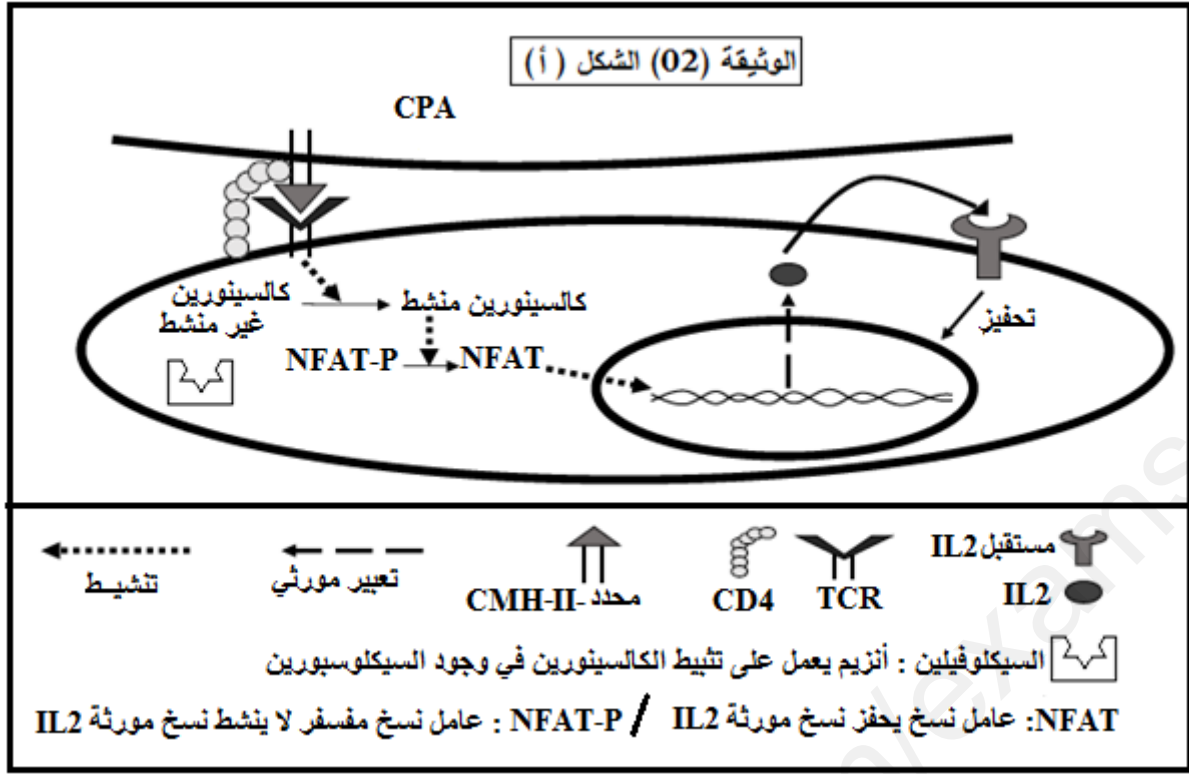 الوثيقة (02) الشكل ( أ )
CPA
كالسينورين غير منشط
كالسينورين منشط
NFAT-P
NFAT
تحفيز
تنشيـط
تعبير مورثي
محدد -CMH-II
CD4
TCR
مستقبل IL2
IL2
السيكلوفيلين : أنزيم يعمل على تثبيط الكالسينورين في وجود السيكلوسبورين
NFAT: عامل نسخ يحفز نسخ مورثة IL2 / NFAT-P : عامل نسخ مفسفر لا ينشط نسخ مورثة IL2
/exams